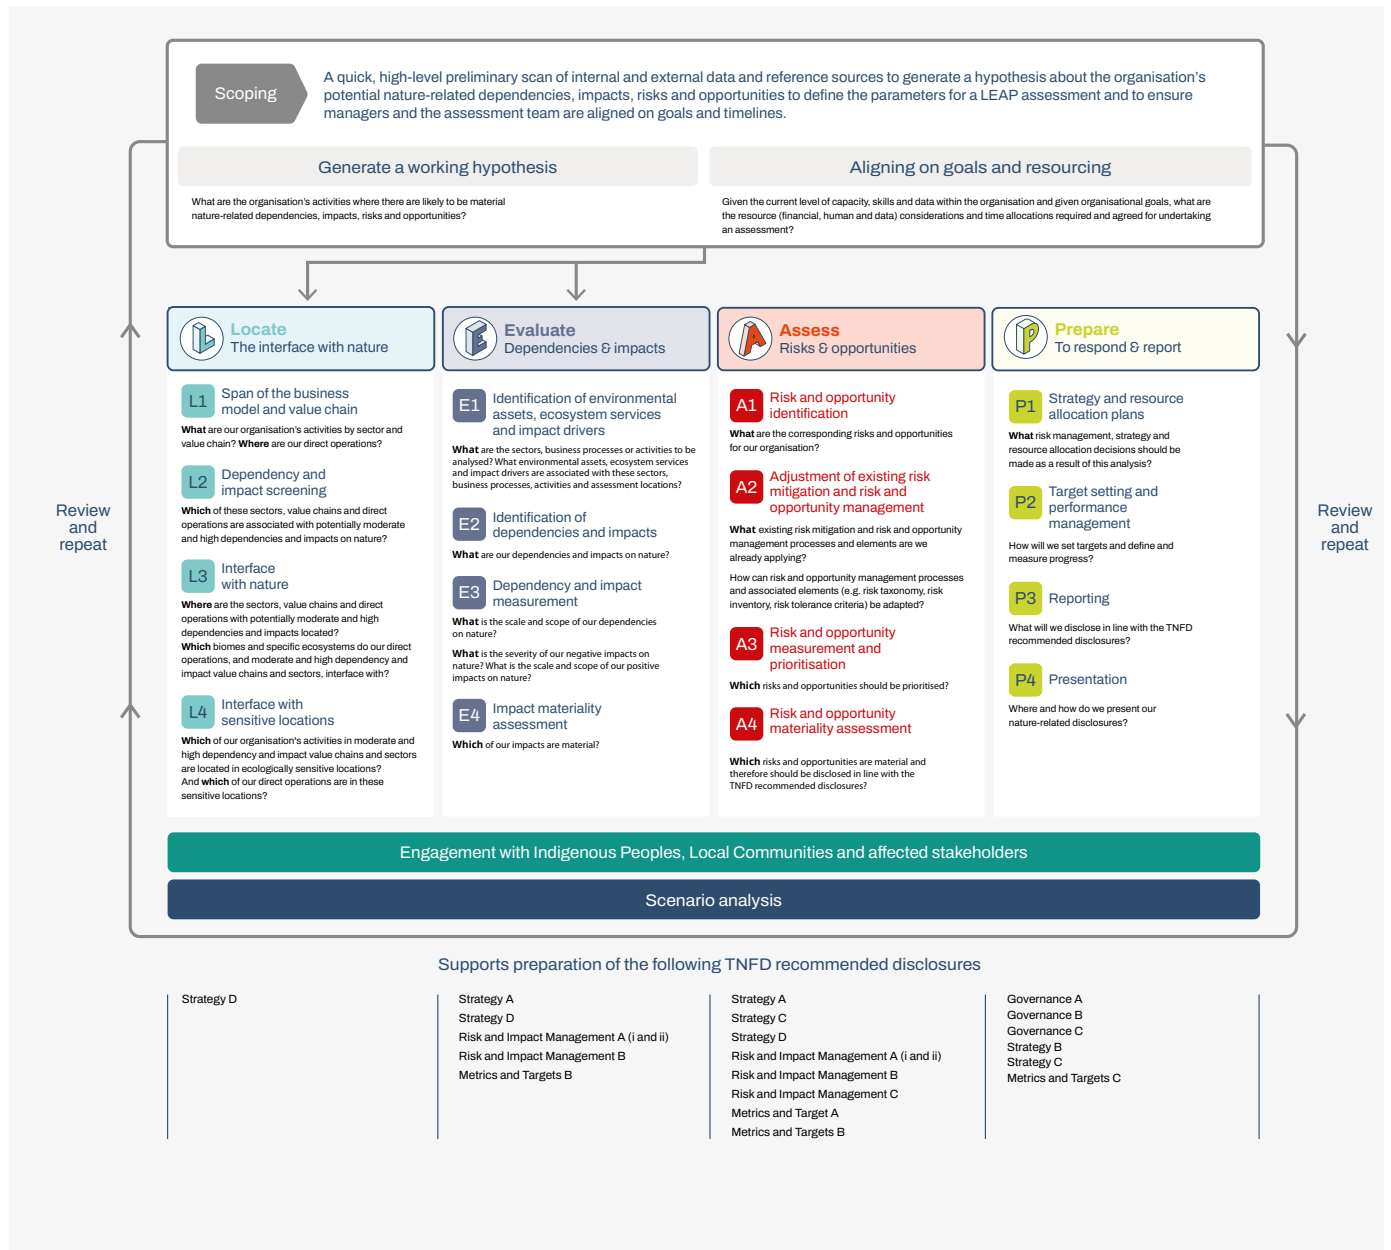 Scoping
A quick, high-level preliminary scan of internal and external data and reference sources to generate a hypothesis about the organisation's
potential nature-related dependencies, impacts, risks and opportunities to define the parameters for a LEAP assessment and to ensure
managers and the assessment team are aligned on goals and timelines.
Generate a working hypothesis
What are the organisation's activities where there are likely to be material
nature-related dependencies, impacts, risks and opportunities?
Aligning on goals and resourcing
Given the current level of capacity, skills and data within the organisation and given organisational goals, what are
the resource (financial, human and data) considerations and time allocations required and agreed for undertaking
an assessment?
Review
and
repeat
L
Locate
The interface with nature
L1
Span of the business
model and value chain
What are our organisation's activities by sector and
value chain? Where are our direct operations?
L2
Dependency and
impact screening
Which of these sectors, value chains and direct
operations are associated with potentially moderate
and high dependencies and impacts on nature?
L3
Interface
with nature
Where are the sectors, value chains and direct
operations with potentially moderate and high
dependencies and impacts located?
Which biomes and specific ecosystems do our direct
operations, and moderate and high dependency and
impact value chains and sectors, interface with?
L4
Interface with
sensitive locations
Which of our organisation's activities in moderate and
high dependency and impact value chains and sectors
are located in ecologically sensitive locations?
And which of our direct operations are in these
sensitive locations?
E
Evaluate
Dependencies & impacts
E1
Identification of environmental
assets, ecosystem services
and impact drivers
What are the sectors, business processes or activities to be
analysed? What environmental assets, ecosystem services
and impact drivers are associated with these sectors,
business processes, activities and assessment locations?
E2
Identification of
dependencies and impacts
What are our dependencies and impacts on nature?
E3
Dependency and impact
measurement
What is the scale and scope of our dependencies
on nature?
What is the severity of our negative impacts on
nature? What is the scale and scope of our positive
impacts on nature?
E4
Impact materiality
assessment
Which of our impacts are material?
A
Assess
Risks & opportunities
A1
Risk and opportunity
identification
What are the corresponding risks and opportunities
for our organisation?
A2
Adjustment of existing risk
mitigation and risk and
opportunity management
What existing risk mitigation and risk and opportunity
management processes and elements are we
already applying?
How can risk and opportunity management processes
and associated elements (e.g. risk taxonomy, risk
inventory, risk tolerance criteria) be adapted?
A3
Risk and opportunity
measurement and
prioritisation
Which risks and opportunities should be prioritised?
A4
Risk and opportunity
materiality assessment
Which risks and opportunities are material and
therefore should be disclosed in line with the
TNFD recommended disclosures?
P
Prepare
To respond & report
P1
Strategy and resource
allocation plans
What risk management, strategy and
resource allocation decisions should be
made as a result of this analysis?
P2
Target setting and
performance
management
How will we set targets and define and
measure progress?
P3
Reporting
What will we disclose in line with the TNFD
recommended disclosures?
P4
Presentation
Where and how do we present our
nature-related disclosures?
Review
and
repeat
Engagement with Indigenous Peoples, Local Communities and affected stakeholders
Scenario analysis
Supports preparation of the following TNFD recommended disclosures
Strategy D
Strategy A
Strategy D
Risk and Impact Management A (i and ii)
Risk and Impact Management B
Metrics and Targets B
Strategy A
Strategy C
Strategy D
Risk and Impact Management A (i and ii)
Risk and Impact Management B
Risk and Impact Management C
Metrics and Target A
Metrics and Targets B
Governance A
Governance B
Governance C
Strategy B
Strategy C
Metrics and Targets C